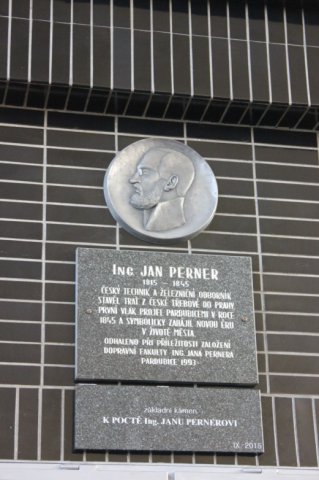 Ing. JAN PERNER
1815 - 1845
ČESKÝ TECHNIK A ŽELEZNIČNÍ ODBORNÍK
STAVĚL TRAŤ Z ČESKÉ TŘEBOVÉ DO PRAHY
PRVNÍ VLAK PROJEL PARDUBICEMI V ROCE
1845 A SYMBOLICKY ZAHÁJIL NOVOU ÉRU
V ŽIVOTĚ MĚSTA
ODHALENO PŘI PŘÍLEŽITOSTI ZALOŽENÍ
DOPRAVNÍ FAKULTY ING. JANA PERNERA
PARDUBICE 1993
základní kámen
K POCTĚ Ing. JANU PERNEROVI
IX. 2015